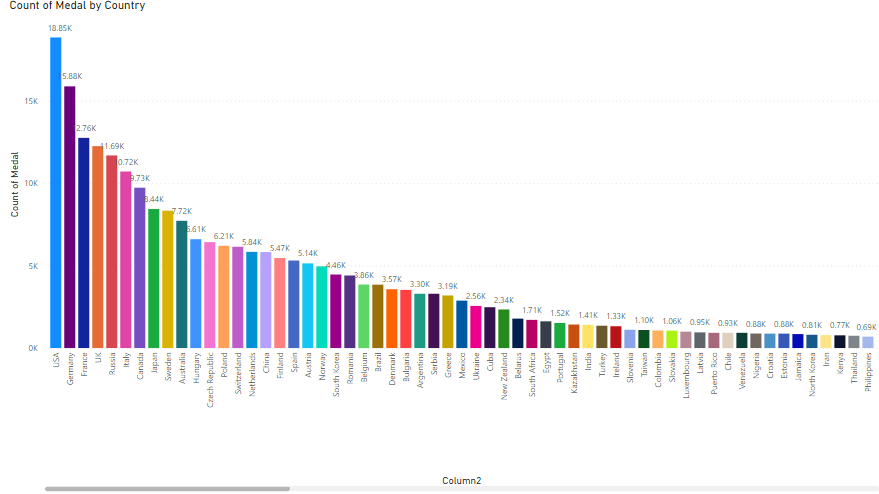 Count of Medal by Country
Count of Medal
15K
10K
5K
0K
18.85K
5.88K
2.76K
11.69K
0.72K
9.73K
8.44K
7.72K
6.61K
6.21K
5.84K
5.47K
5.14K
4.46K
3.86K
3.57K
3.30K
3.19K
2.56K
2.34K
1.71K
1.52K
1.41K
1.33K
1.10K
1.06K
0.95K
0.93K
0.88K
0.88K
0.81K
0.77K
0.69K
USA
Germany
France
UK
Russia
Italy
Canada
Japan
Sweden
Australia
Hungary
Czech Republic
Poland
Switzerland
Netherlands
China
Finland
Spain
Austria
Norway
South Korea
Romania
Belgium
Brazil
Denmark
Bulgaria
Argentina
Serbia
Greece
Mexico
Ukraine
Cuba
New Zealand
Belarus
South Africa
Egypt
Portugal
Kazakhstan
India
Turkey
Ireland
Slovenia
Taiwan
Colombia
Slovakia
Luxembourg
Latvia
Puerto Rico
Chile
Venezuela
Nigeria
Croatia
Estonia
Jamaica
North Korea
Iran
Kenya
Thailand
Philippines
Column2